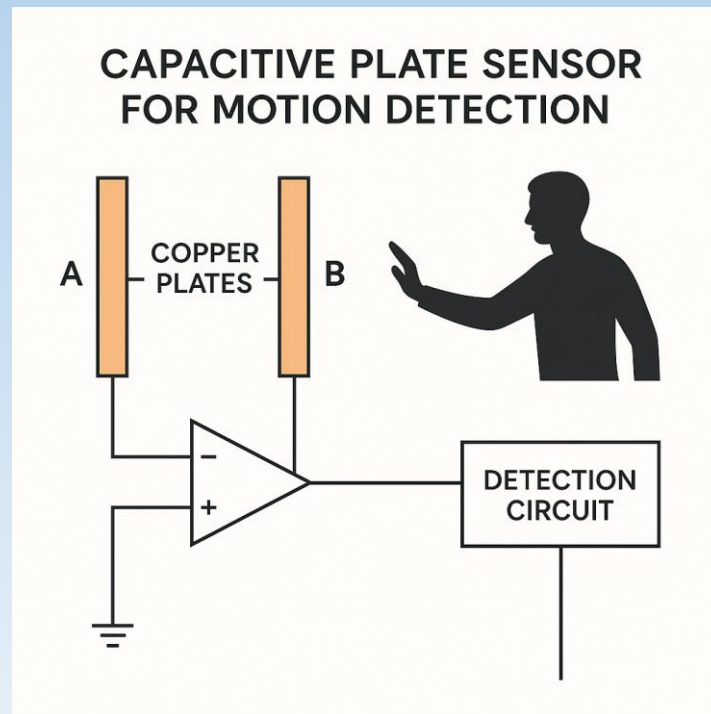 CAPACITIVE PLATE SENSOR
FOR MOTION DETECTION
A
COPPER
PLATES
B
−
+
DETECTION
CIRCUIT